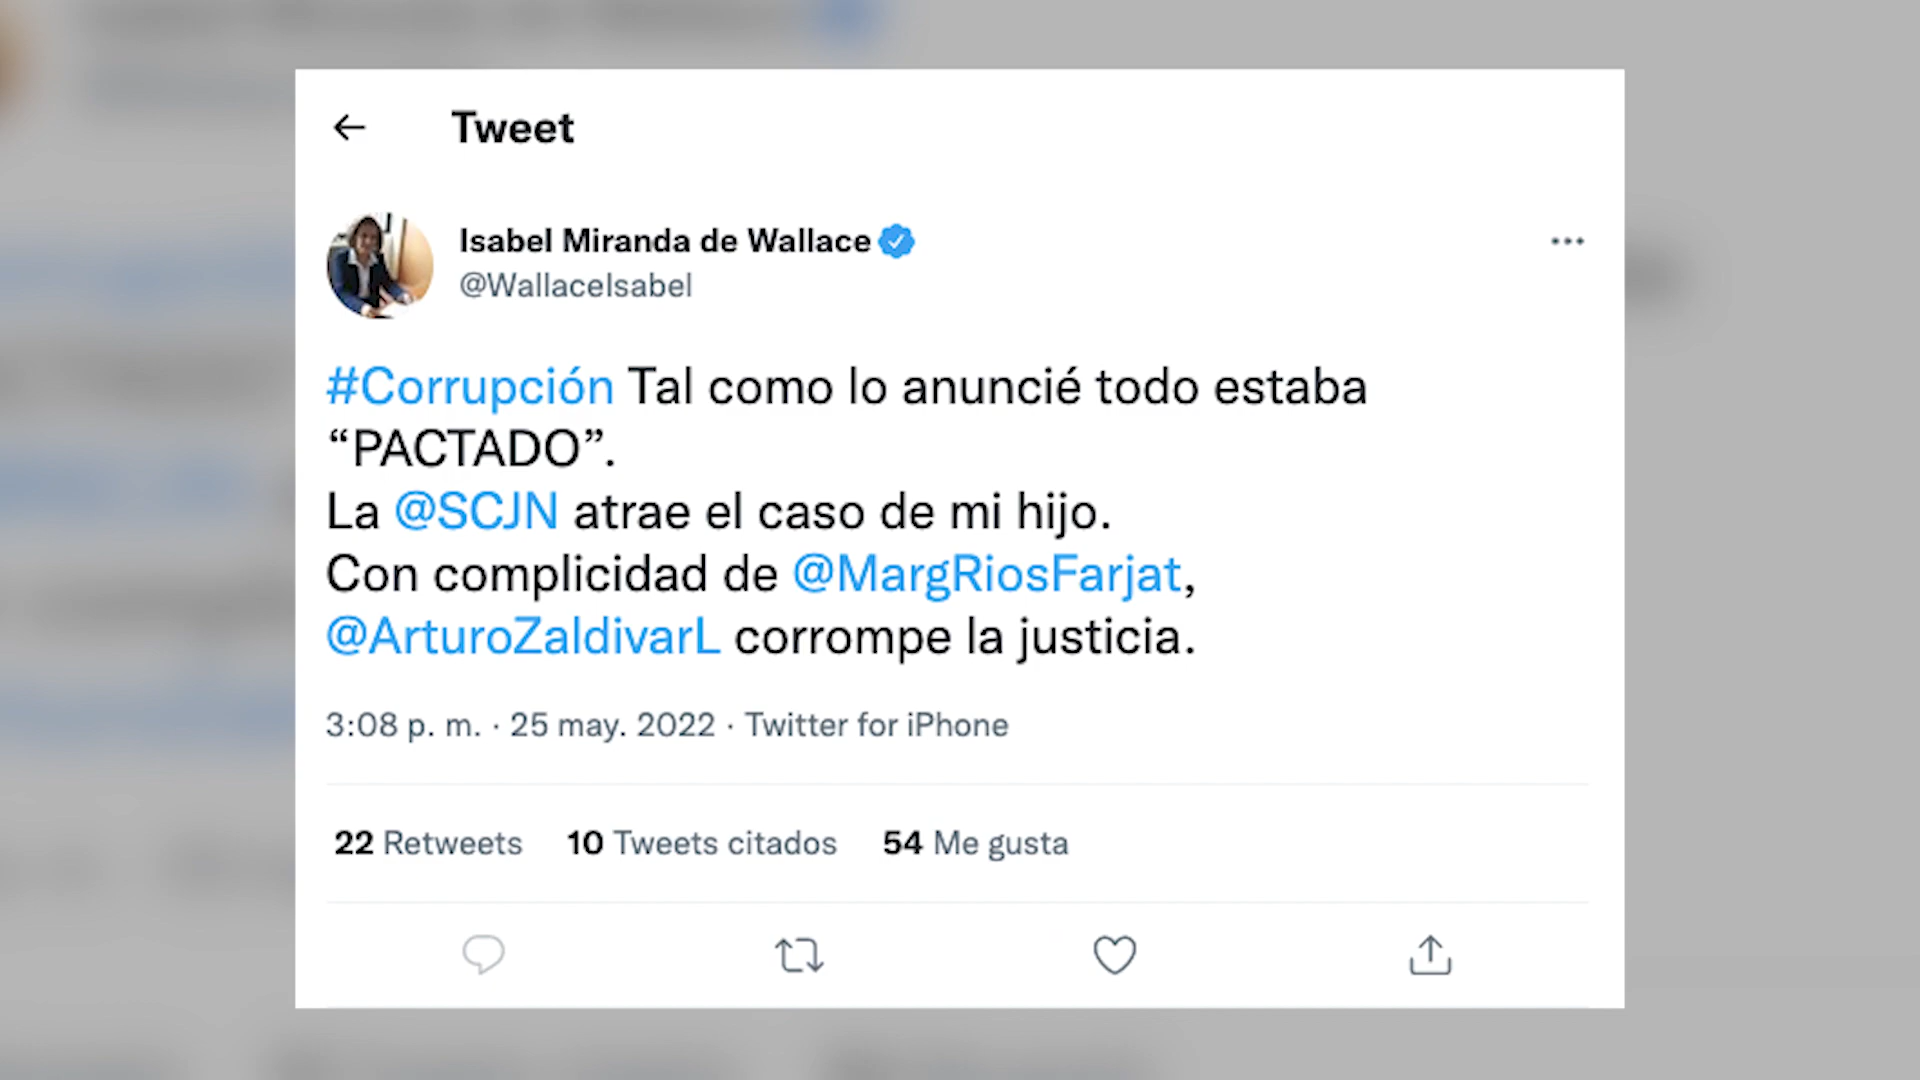 Tweet
Isabel Miranda de Wallace
@WallaceIsabel
#Corrupción Tal como lo anuncié todo estaba
“PACTADO”.
La @SCJN atrae el caso de mi hijo.
Con complicidad de @MargRiosFarjat,
@ArturoZaldivarL corrompe la justicia.
3:08 p. m. · 25 may. 2022 · Twitter for iPhone
22 Retweets 10 Tweets citados 54 Me gusta